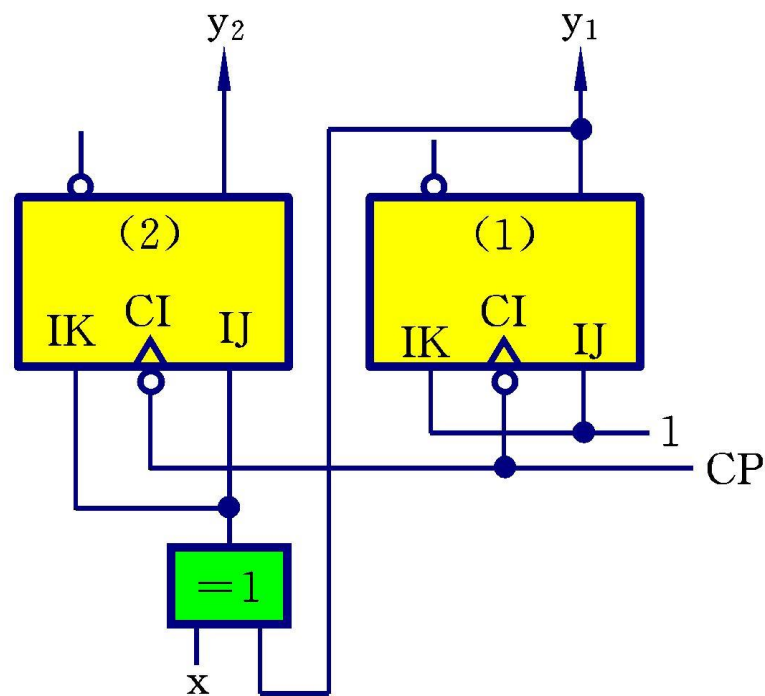 y₂ y₁
(2) (1)
IK CI IJ IK CI IJ
1
CP
=1
x